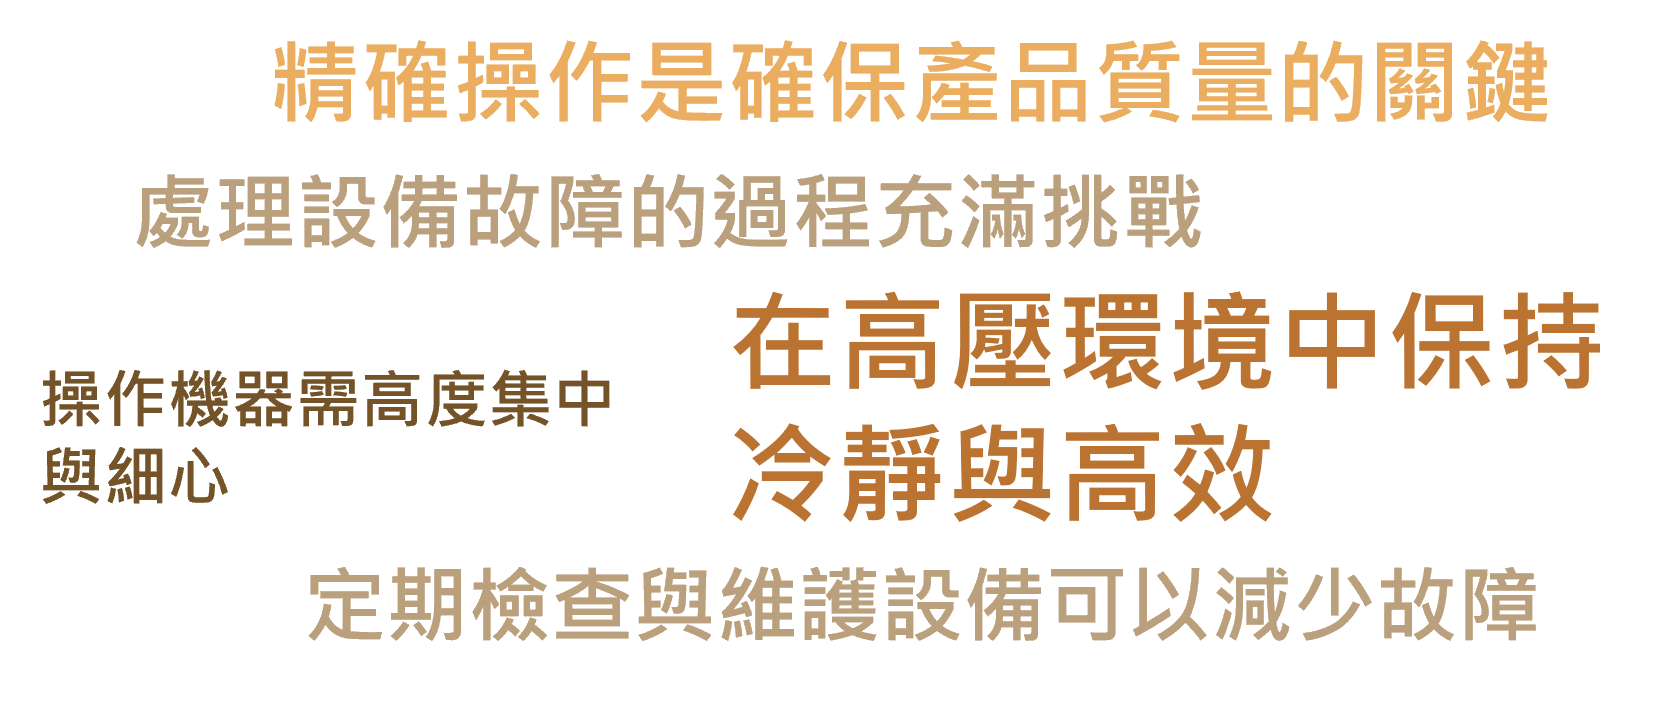 精確操作是確保產品質量的關鍵
處理設備故障的過程充滿挑戰
在高壓環境中保持
冷靜與高效
操作機器需高度集中
與細心
定期檢查與維護設備可以減少故障